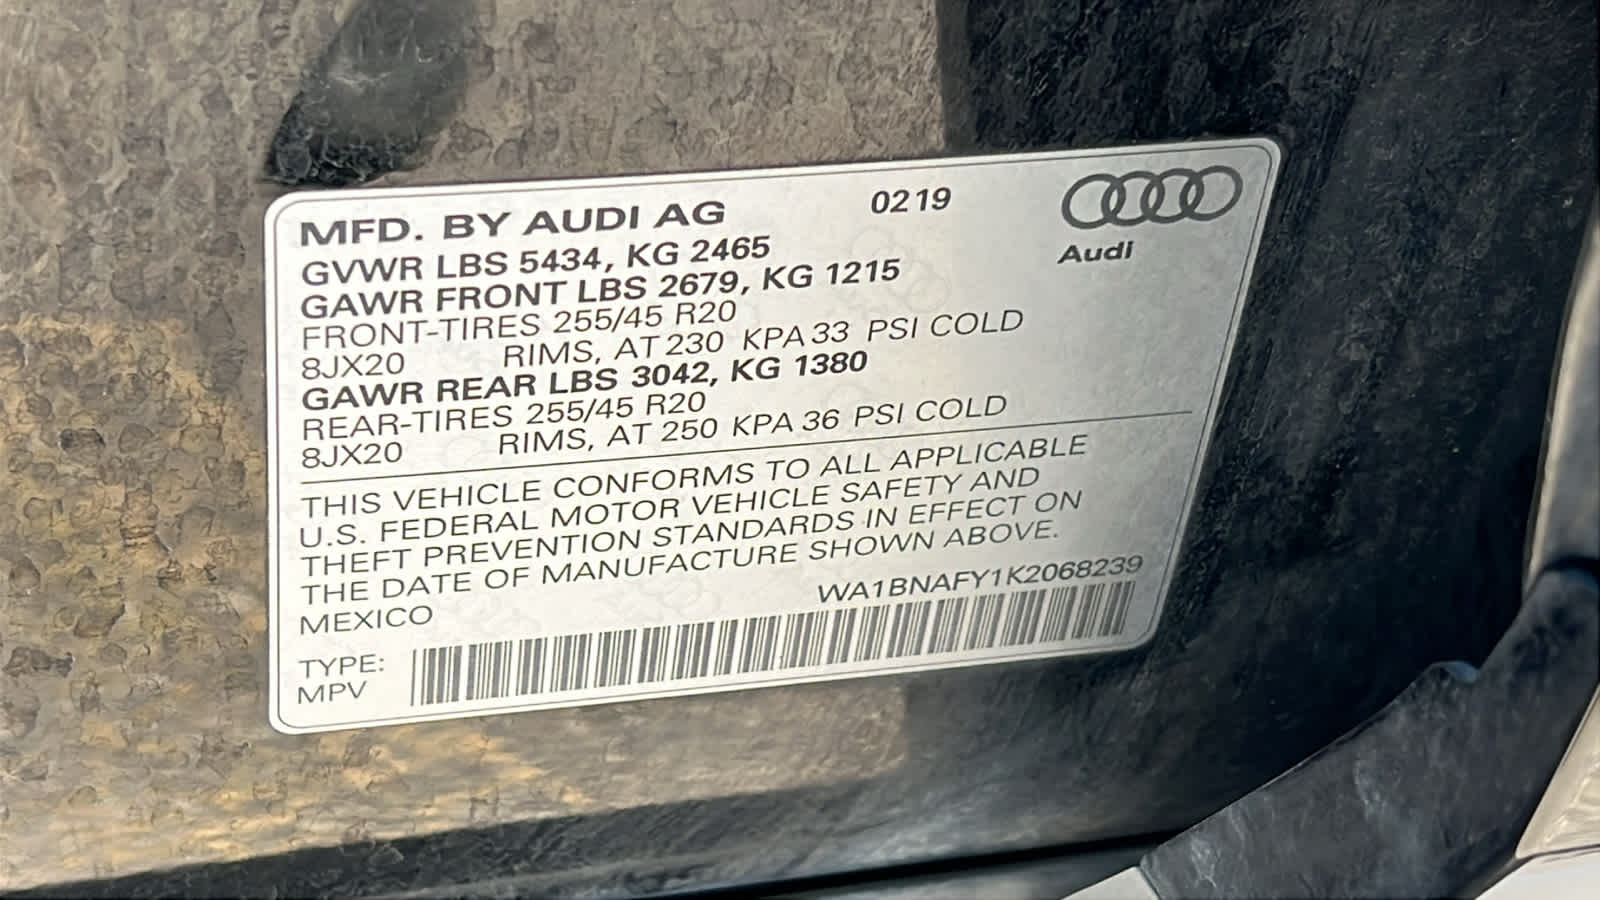 MFD. BY AUDI AG 0219
Audi
GVWR LBS 5434, KG 2465
GAWR FRONT LBS 2679, KG 1215
FRONT-TIRES 255/45 R20
8JX20 RIMS, AT 230 KPA 33 PSI COLD
GAWR REAR LBS 3042, KG 1380
REAR-TIRES 255/45 R20
8JX20 RIMS, AT 250 KPA 36 PSI COLD
THIS VEHICLE CONFORMS TO ALL APPLICABLE
U.S. FEDERAL MOTOR VEHICLE SAFETY AND
THEFT PREVENTION STANDARDS IN EFFECT ON
THE DATE OF MANUFACTURE SHOWN ABOVE.
MEXICO WA1BNAFY1K2068239
TYPE:
MPV